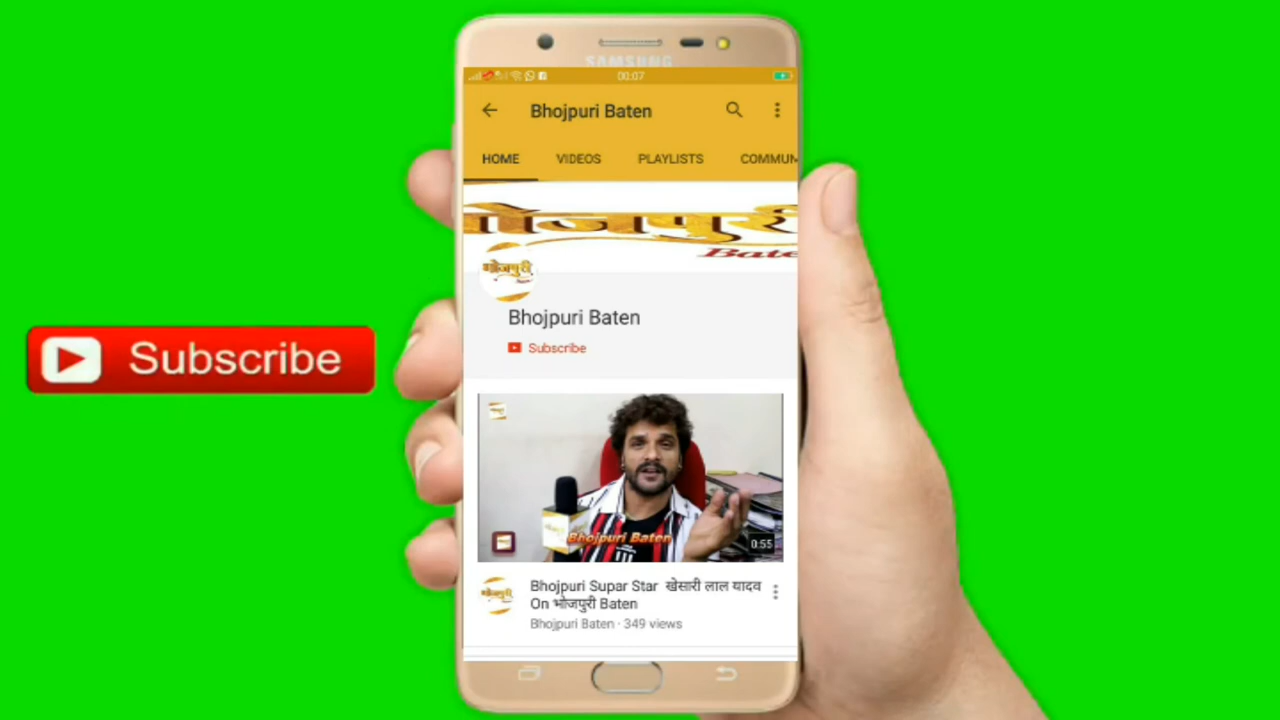 SAMSUNG
00:07
Bhojpuri Baten
HOME VIDEOS PLAYLISTS COMMUN
भोजपुरी
Bate
भोजपुरी
Bhojpuri Baten
Subscribe
Subscribe
Bhojpuri Baten
0:55
Bhojpuri Supar Star खेसारी लाल यादव
On भोजपुरी Baten
Bhojpuri Baten · 349 views